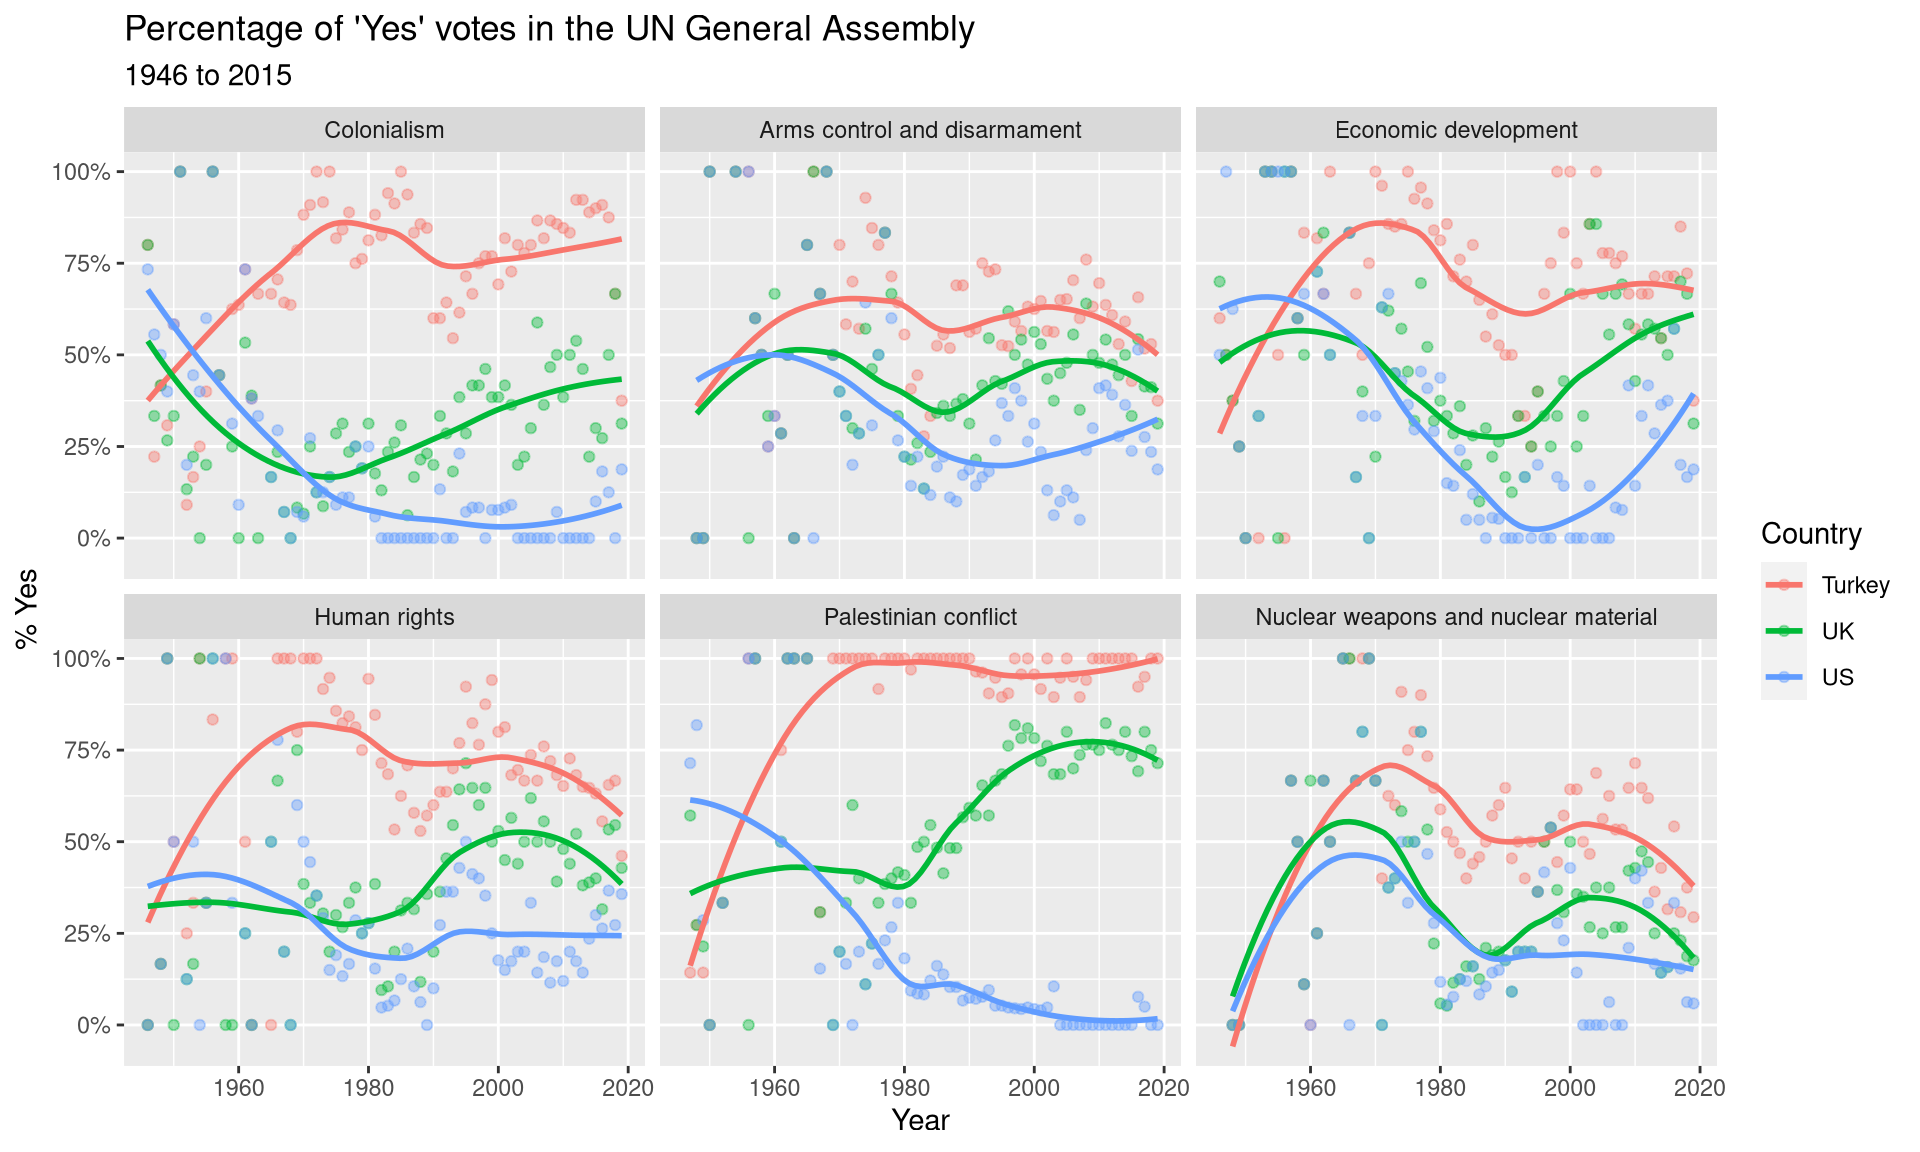 Percentage of 'Yes' votes in the UN General Assembly
1946 to 2015
Colonialism
Arms control and disarmament
Economic development
100%
75%
50%
25%
0%
Human rights
Palestinian conflict
Nuclear weapons and nuclear material
100%
75%
50%
25%
0%
1960 1980 2000 2020
1960 1980 2000 2020
1960 1980 2000 2020
% Yes
Year
Country
Turkey
UK
US